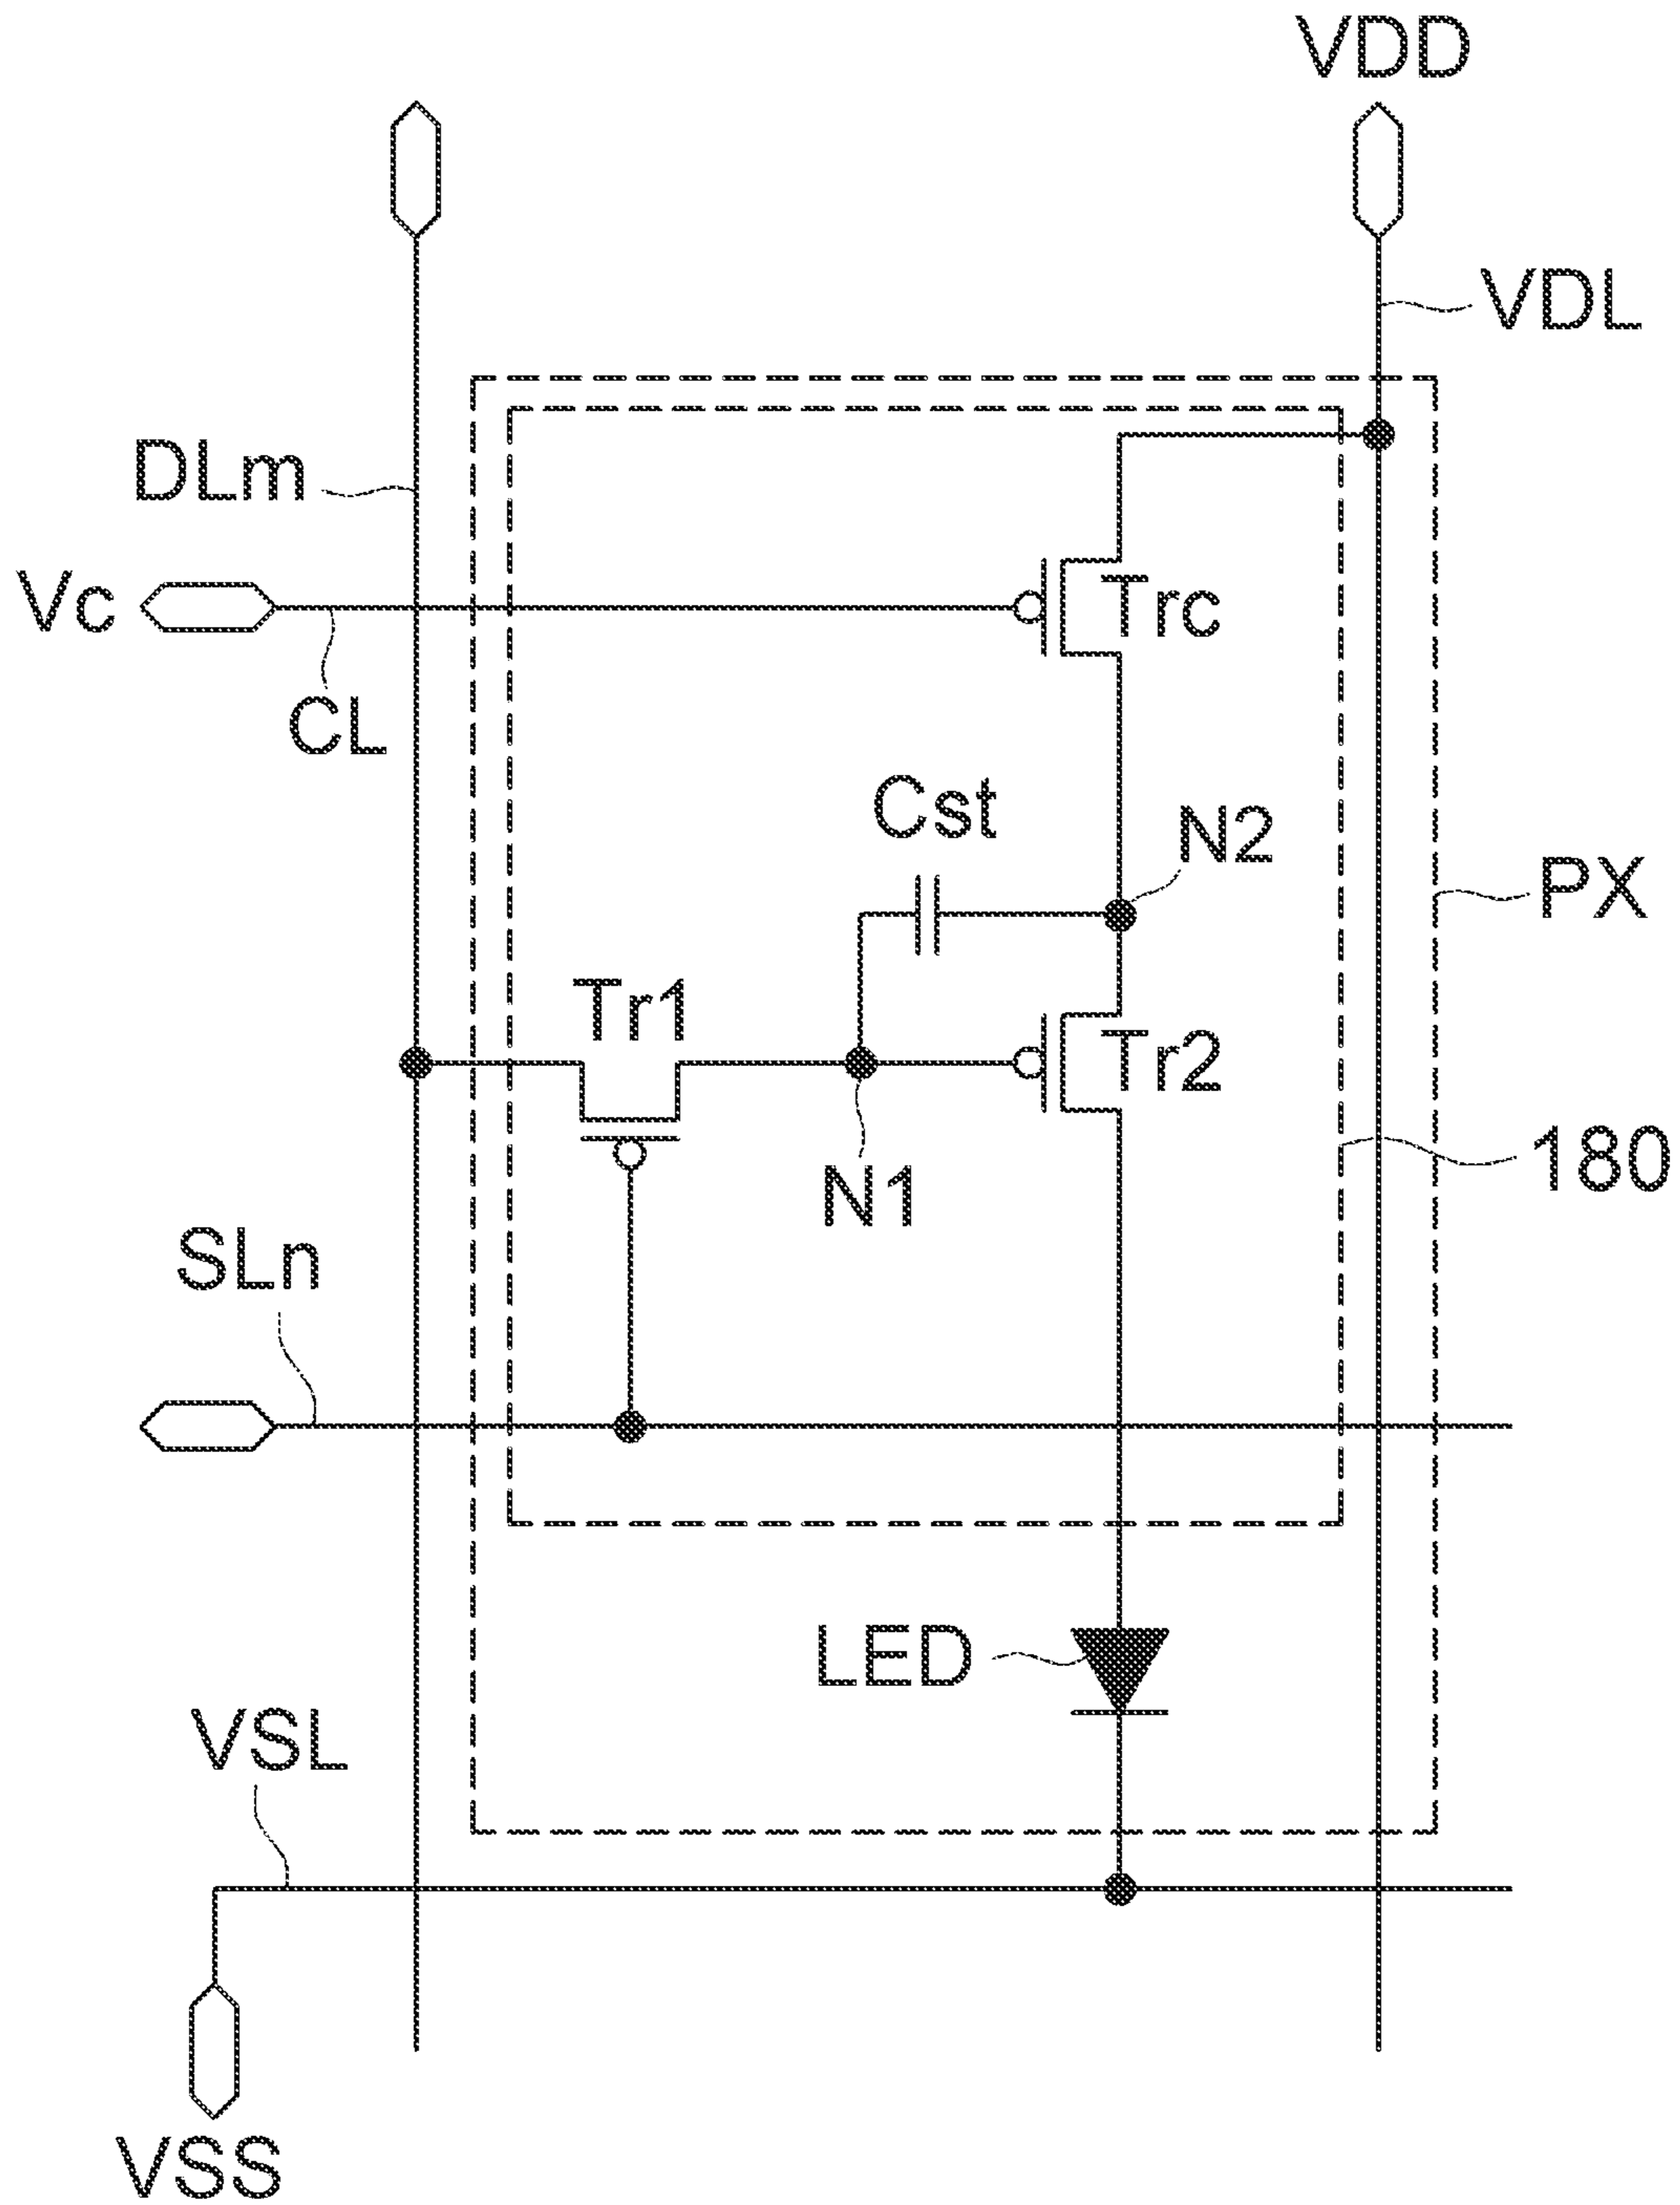 VDD
VDL
DLm
Vc
Trc
CL
Cst
N2
PX
Tr1
Tr2
180
N1
SLn
LED
VSL
VSS